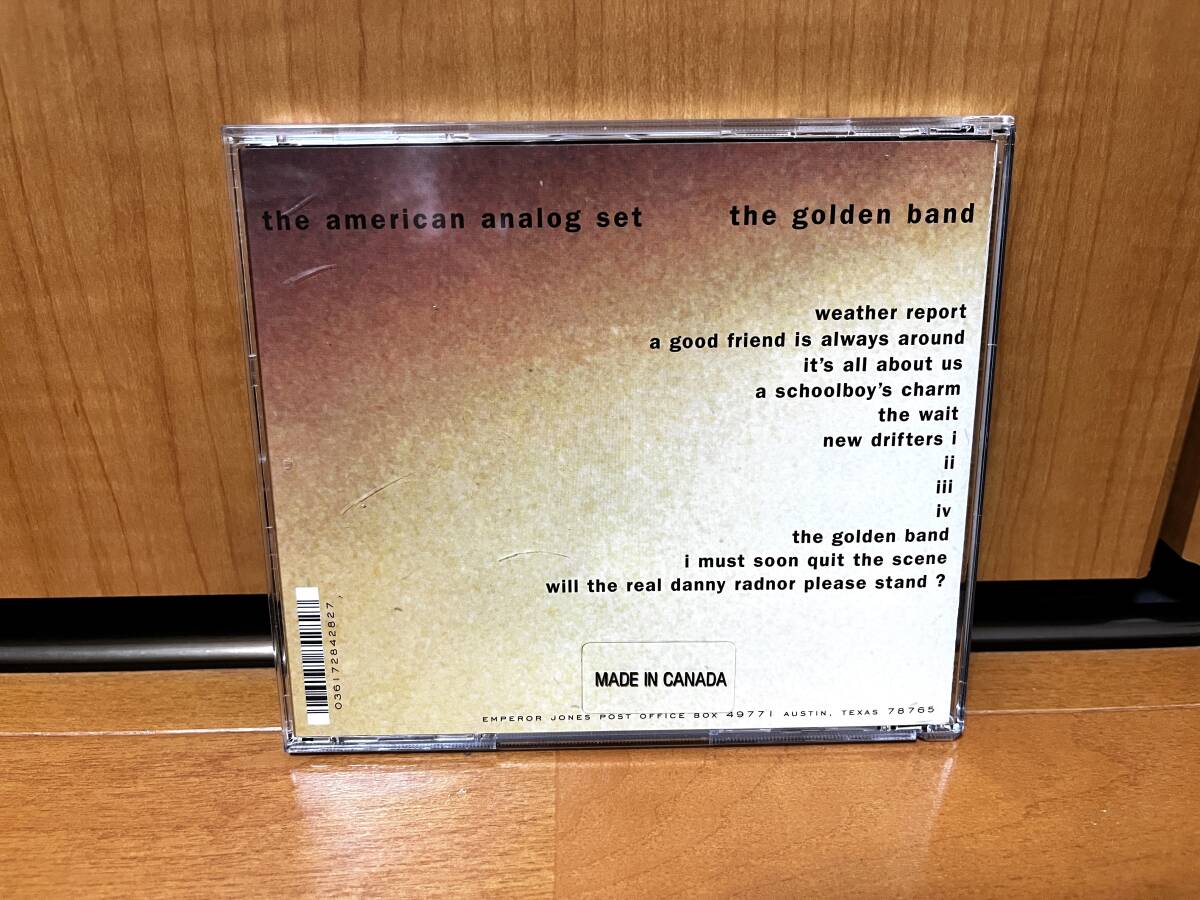 the american analog set the golden band
weather report
a good friend is always around
it's all about us
a schoolboy's charm
the wait
new drifters i
ii
iii
iv
the golden band
i must soon quit the scene
will the real danny radnor please stand ?
036172842827,
MADE IN CANADA
EMPEROR JONES POST OFFICE BOX 49771 AUSTIN, TEXAS 78765